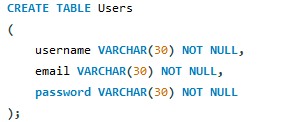 CREATE TABLE Users
(
    username VARCHAR(30) NOT NULL,
    email VARCHAR(30) NOT NULL,
    password VARCHAR(30) NOT NULL
);